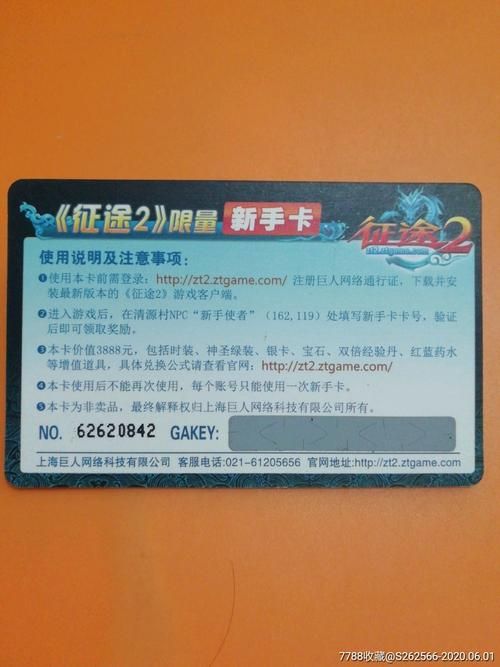 《征途2》限量 新手卡
征途2
zt2.ztgame.com
使用说明及注意事项：
❶使用本卡前需登录：http://zt2.ztgame.com/ 注册巨人网络通行证，下载并安
装最新版本的《征途2》游戏客户端。
❷进入游戏后，在清源村NPC“新手使者”（162,119）处填写新手卡卡号，验证
后即可领取奖励。
❸本卡价值3888元，包括时装、神圣绿装、银卡、宝石、双倍经验丹、红蓝药水
等增值道具，具体兑换公式请查看官网：http://zt2.ztgame.com/
❹本卡使用后不能再次使用，每个账号只能使用一次新手卡。
❺本卡为非卖品，最终解释权归上海巨人网络科技有限公司所有。
NO. 62620842 GAKEY:
上海巨人网络科技有限公司 客服电话:021-61205656 官网地址:http://zt2.ztgame.com
7788收藏@S262566-2020.06.01